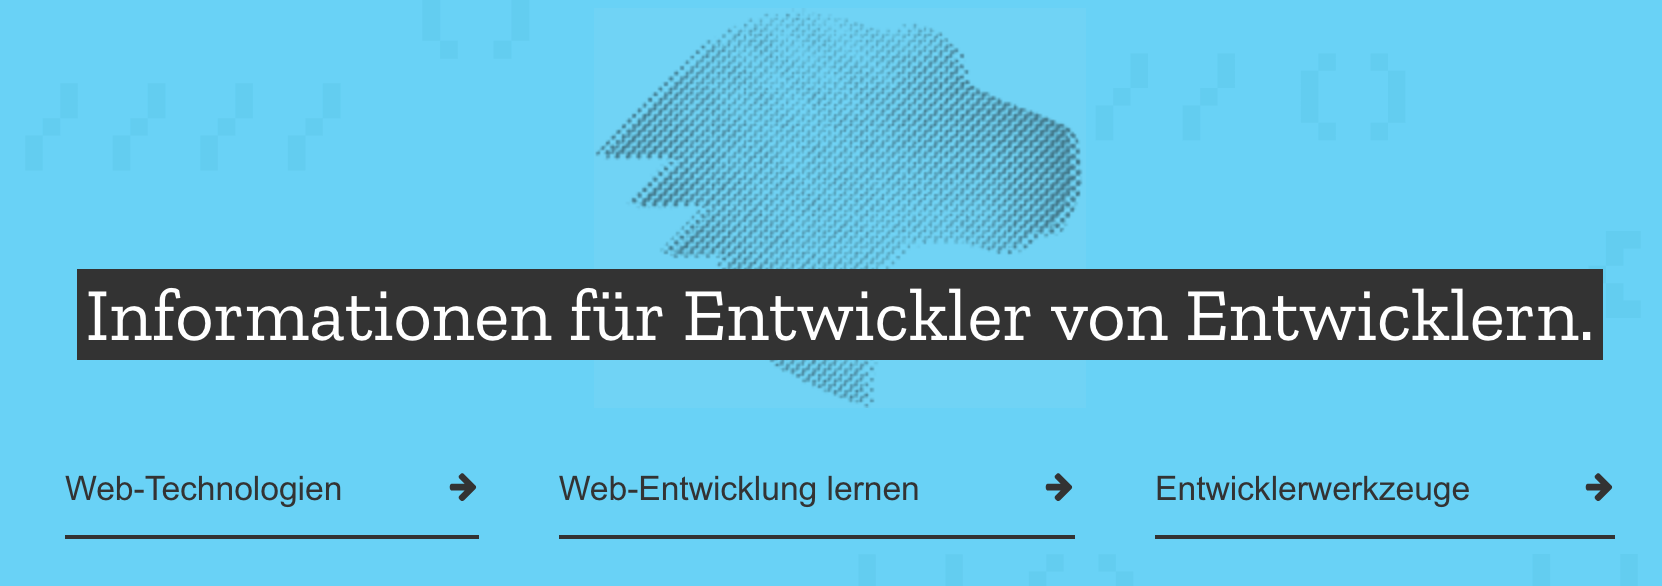 Informationen für Entwickler von Entwicklern.
Web-Technologien
Web-Entwicklung lernen
Entwicklerwerkzeuge